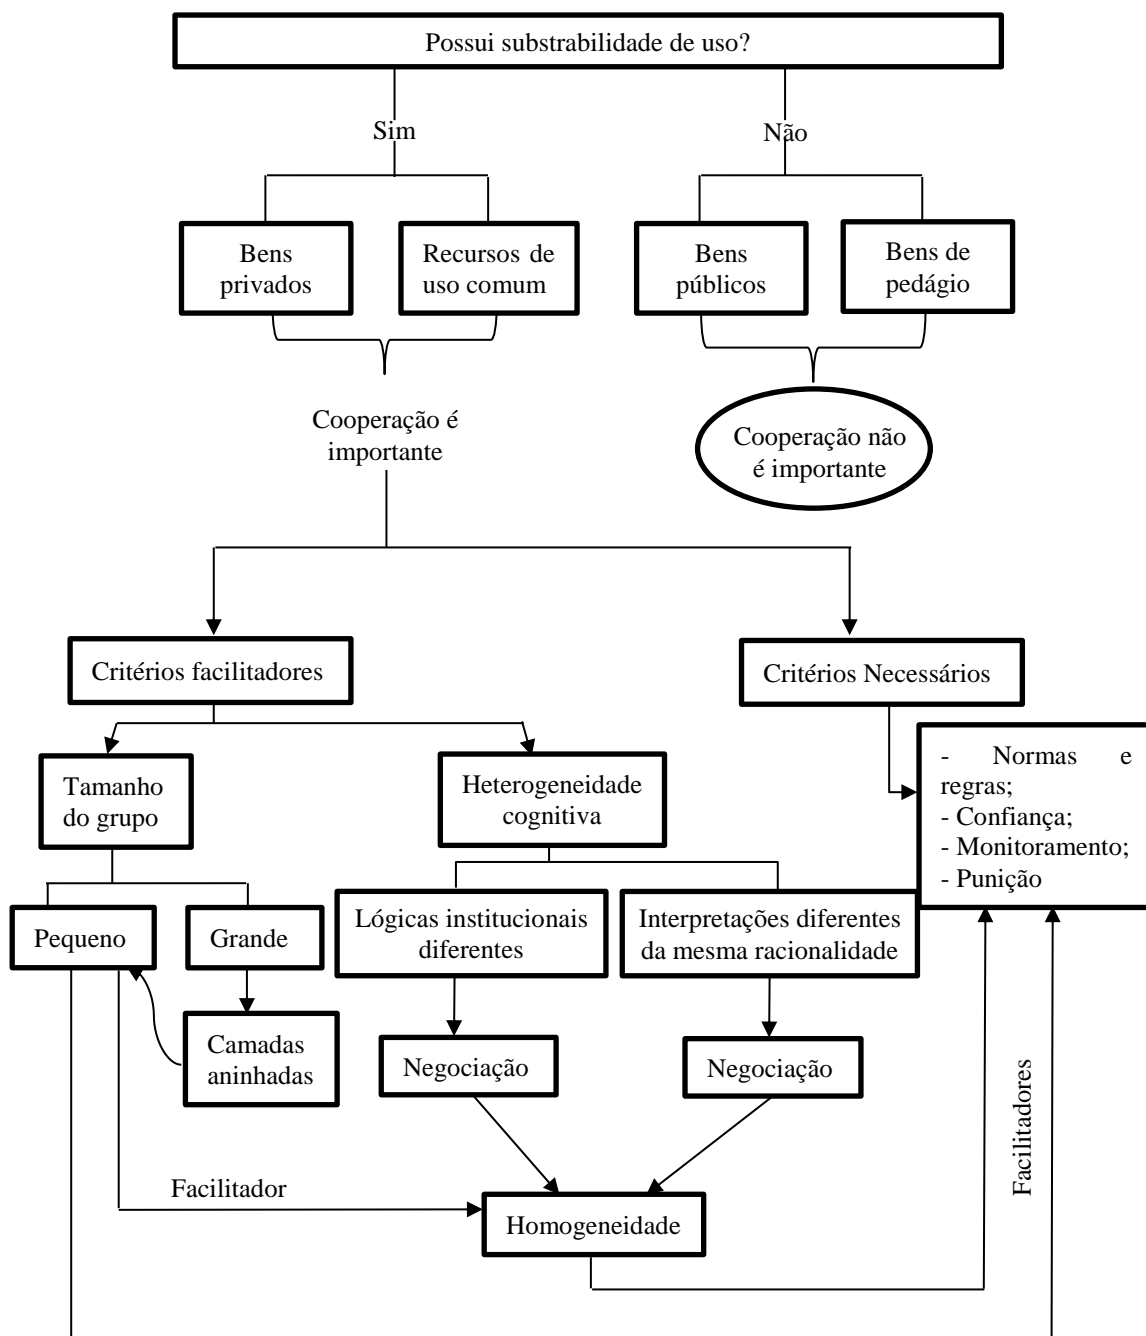 Possui substrabilidade de uso?
Sim
Não
Bens
privados
Recursos de
uso comum
Bens
públicos
Bens de
pedágio
Cooperação é
importante
Cooperação não
é importante
Critérios facilitadores
Critérios Necessários
- Normas e
regras;
- Confiança;
- Monitoramento;
- Punição
Tamanho
do grupo
Heterogeneidade
cognitiva
Pequeno
Grande
Lógicas institucionais
diferentes
Interpretações diferentes
da mesma racionalidade
Camadas
aninhadas
Negociação
Negociação
Facilitadores
Facilitador
Homogeneidade